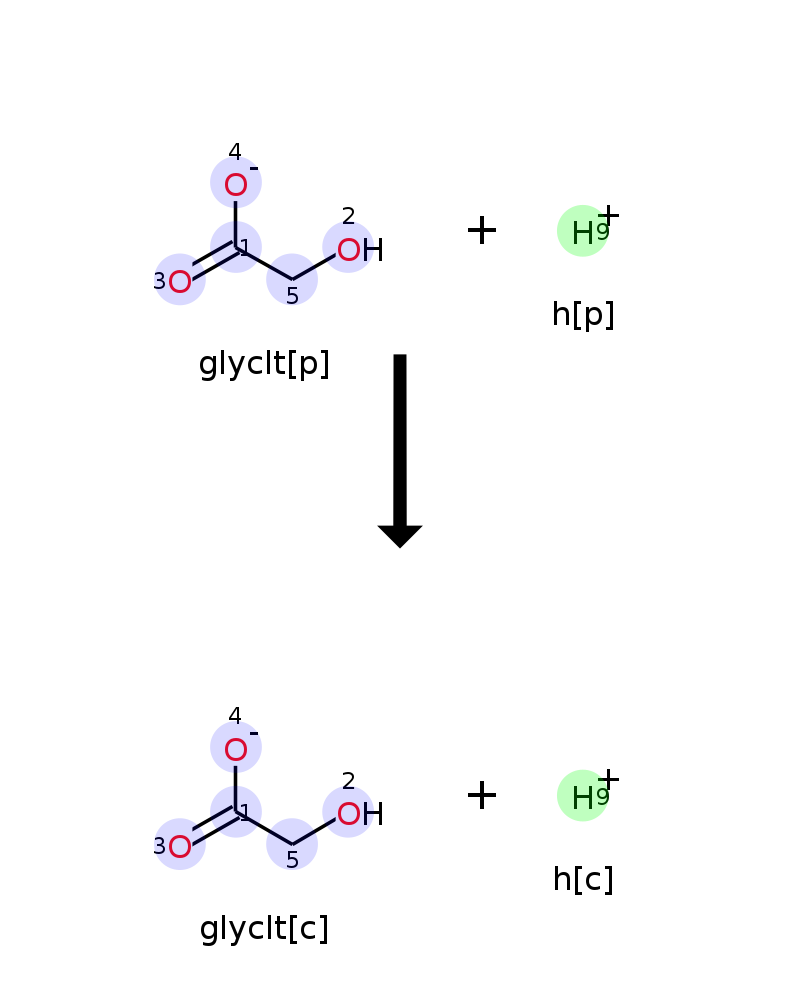 4
O-
2
1
OH
+
H9+
3O
5
h[p]
glyclt[p]
4
O-
2
1
OH
+
H9+
3O
5
h[c]
glyclt[c]